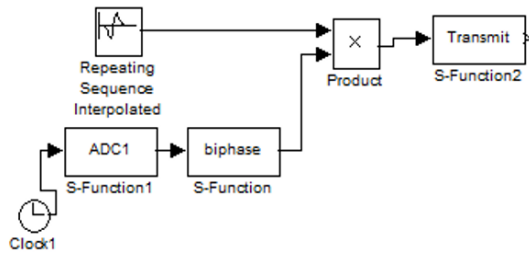 Repeating
Sequence
Interpolated
×
Product
Transmit
S-Function2
ADC1
S-Function1
biphase
S-Function
Clock1